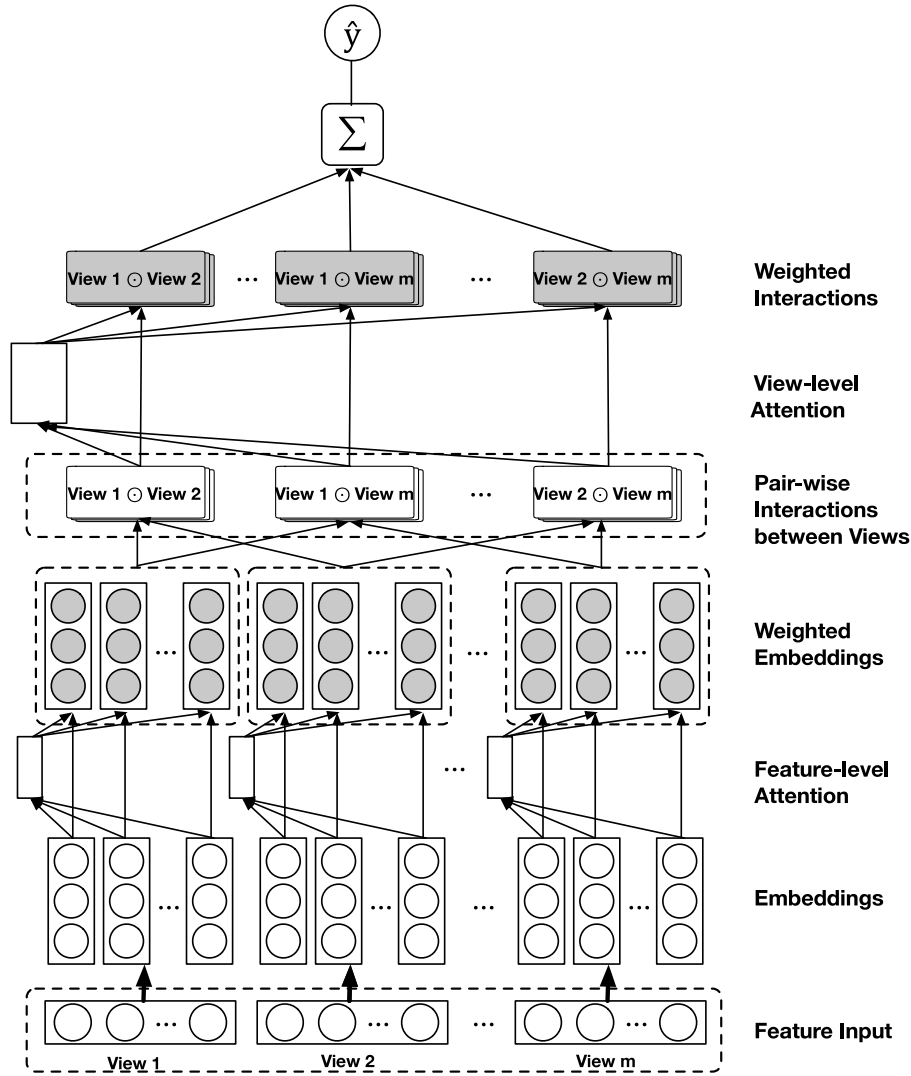 ŷ
Σ
View 1 ⊙ View 2 ... View 1 ⊙ View m ... View 2 ⊙ View m
Weighted
Interactions
View-level
Attention
View 1 ⊙ View 2 View 1 ⊙ View m ... View 2 ⊙ View m
Pair-wise
Interactions
between Views
... ... ... ...
Weighted
Embeddings
...
Feature-level
Attention
... ... ... ...
Embeddings
... ... ... ...
Feature Input
View 1 View 2 View m